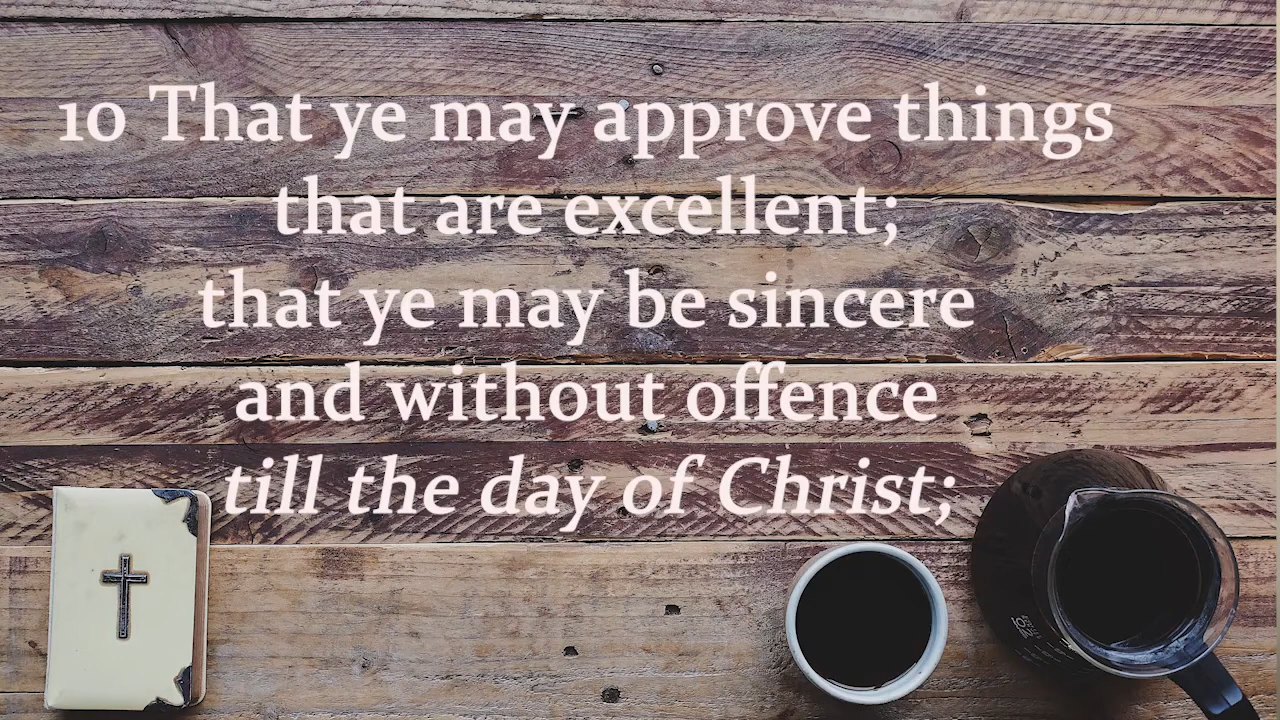 10 That ye may approve things
that are excellent;
that ye may be sincere
and without offence
till the day of Christ;